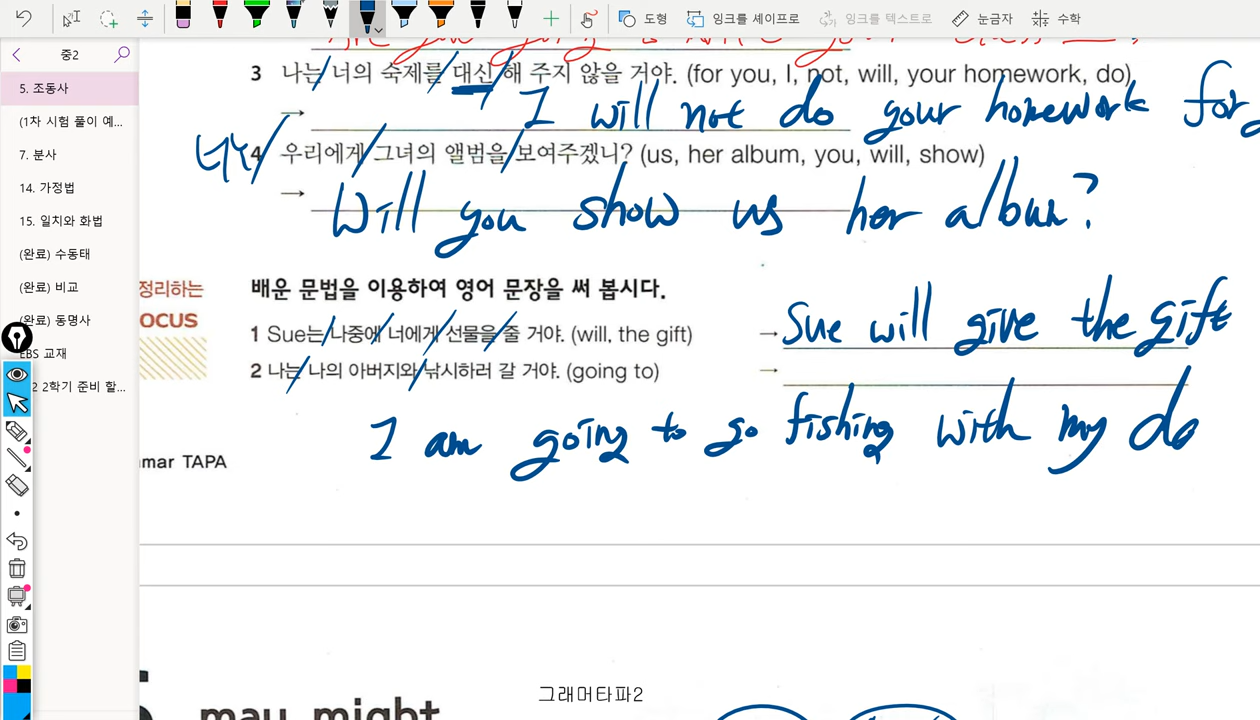 도형
잉크를 셰이프로
잉크를 텍스트로
눈금자
수학
중2
5. 조동사
(1차 시험 풀이 예...
7. 분사
14. 가정법
15. 일치와 화법
(완료) 수동태
(완료) 비교
(완료) 동명사
EBS 교재
2 2학기 준비 할...
3 나는 너의 숙제를 대신 해 주지 않을 거야. (for you, I, not, will, your homework, do)
→ I will not do your homework for y
너는
4 우리에게 그녀의 앨범을 보여주겠니? (us, her album, you, will, show)
→ Will you show us her album?
정리하는
OCUS
배운 문법을 이용하여 영어 문장을 써 봅시다.
1 Sue는 나중에 너에게 선물을 줄 거야. (will, the gift)
→ Sue will give the gift
2 나는 나의 아버지와 낚시하러 갈 거야. (going to)
→
I am going to go fishing with my da
mar TAPA
그래머타파2
may, might